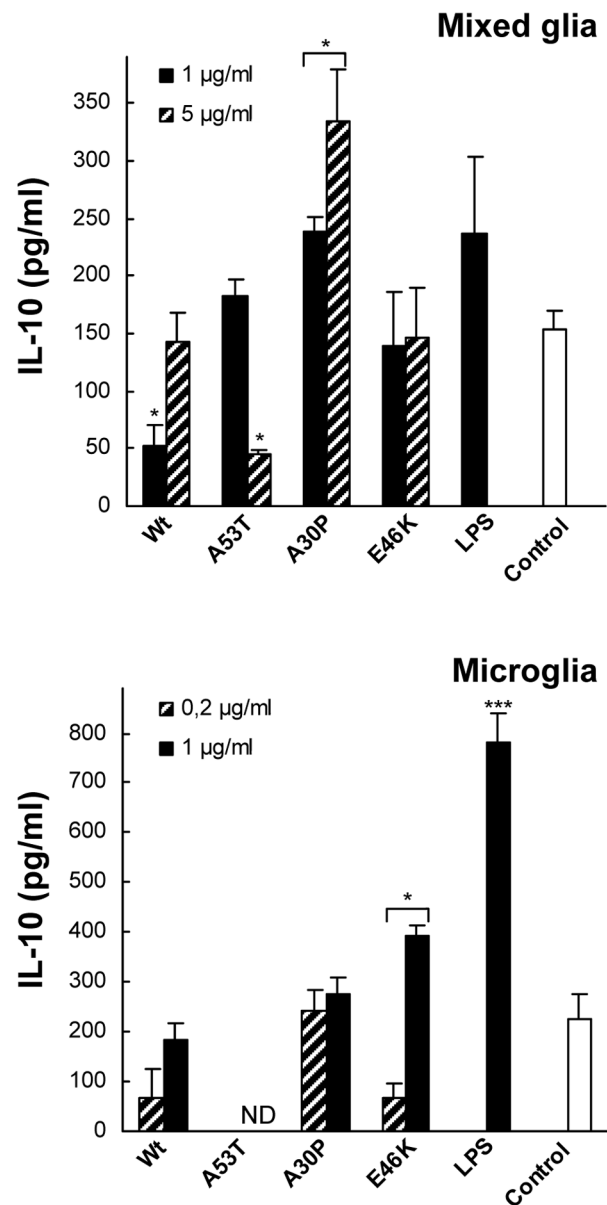 Mixed glia
*
1 µg/ml
5 µg/ml
350
300
250
200
150
100
50
0
IL-10 (pg/ml)
*
*
Wt
A53T
A30P
E46K
LPS
Control
Microglia
***
0,2 µg/ml
1 µg/ml
800
700
600
500
400
300
200
100
0
IL-10 (pg/ml)
*
ND
Wt
A53T
A30P
E46K
LPS
Control